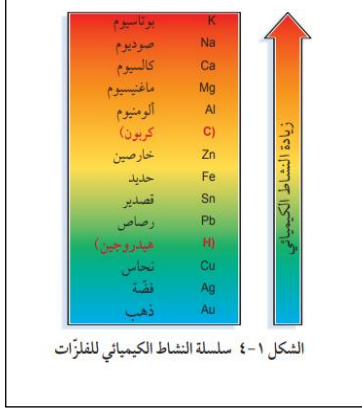 بوتاسيوم K
صوديوم Na
كالسيوم Ca
ماغنيسيوم Mg
ألومنيوم Al
كربون) (C
خارصين Zn
حديد Fe
قصدير Sn
رصاص Pb
هيدروجين) (H
نحاس Cu
فضّة Ag
ذهب Au
زيادة النشاط الكيميائي
الشكل ١-٤ سلسلة النشاط الكيميائي للفلزّات